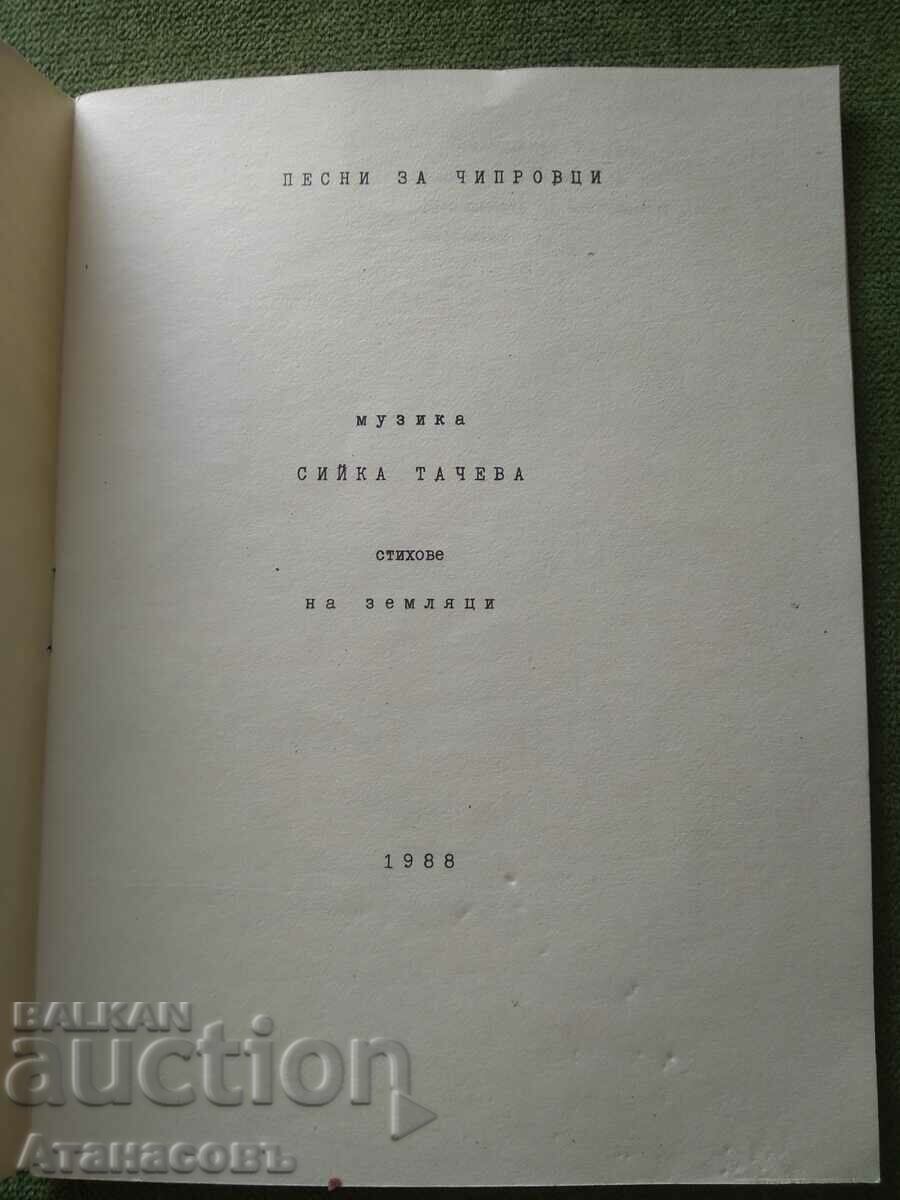 ПЕСНИ ЗА ЧИПРОВЦИ
музика
СИЙКА ТАЧЕВА
стихове
на земляци
1988
BALKAN
auction
Атанасовъ